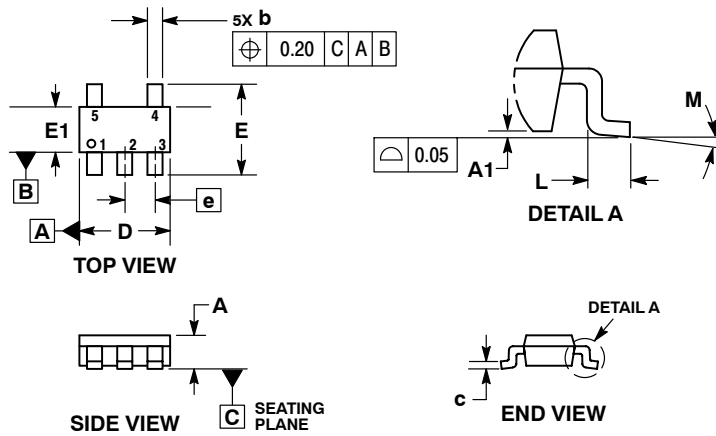 5X b
⌖ 0.20 C A B
5 4
E1
E
1 2 3
B
e
A
D
TOP VIEW
M
⌓ 0.05
A1
L
DETAIL A
A
SIDE VIEW
C SEATING
PLANE
DETAIL A
c
END VIEW